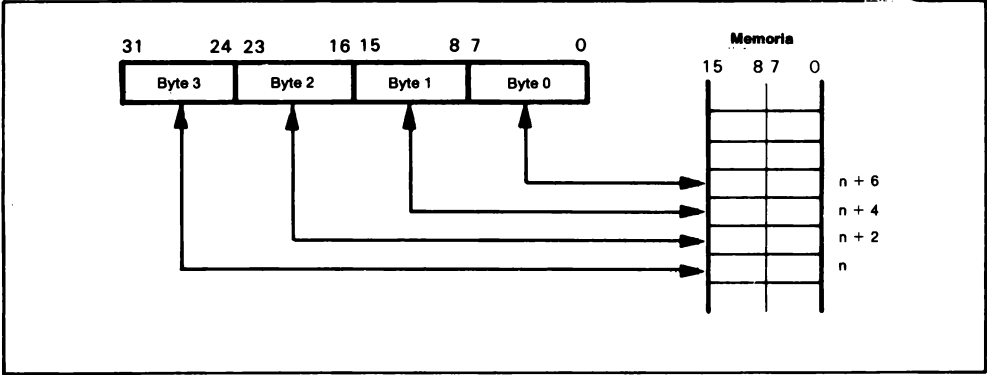 Memoria
31 24 23 16 15 8 7 0
15 8 7 0
Byte 3 Byte 2 Byte 1 Byte 0
n + 6
n + 4
n + 2
n